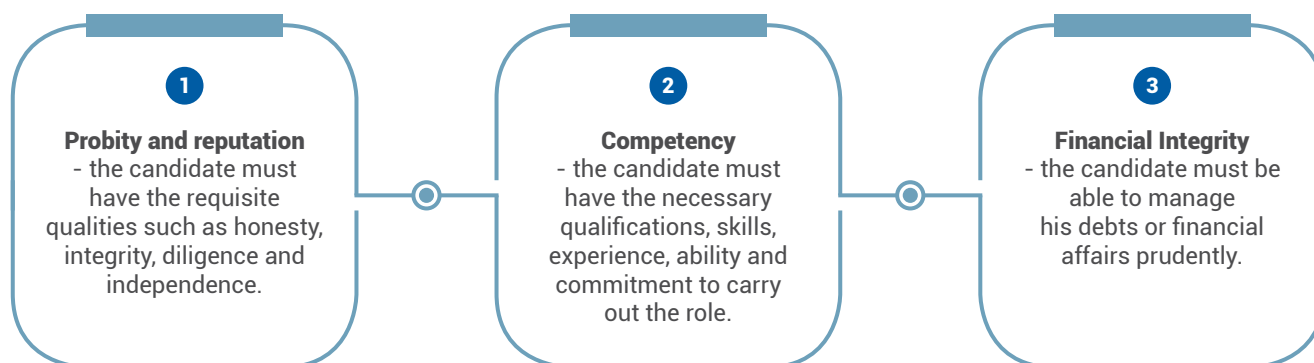 1
Probity and reputation
- the candidate must
have the requisite
qualities such as honesty,
integrity, diligence and
independence.
2
Competency
- the candidate must
have the necessary
qualifications, skills,
experience, ability and
commitment to carry
out the role.
3
Financial Integrity
- the candidate must be
able to manage
his debts or financial
affairs prudently.